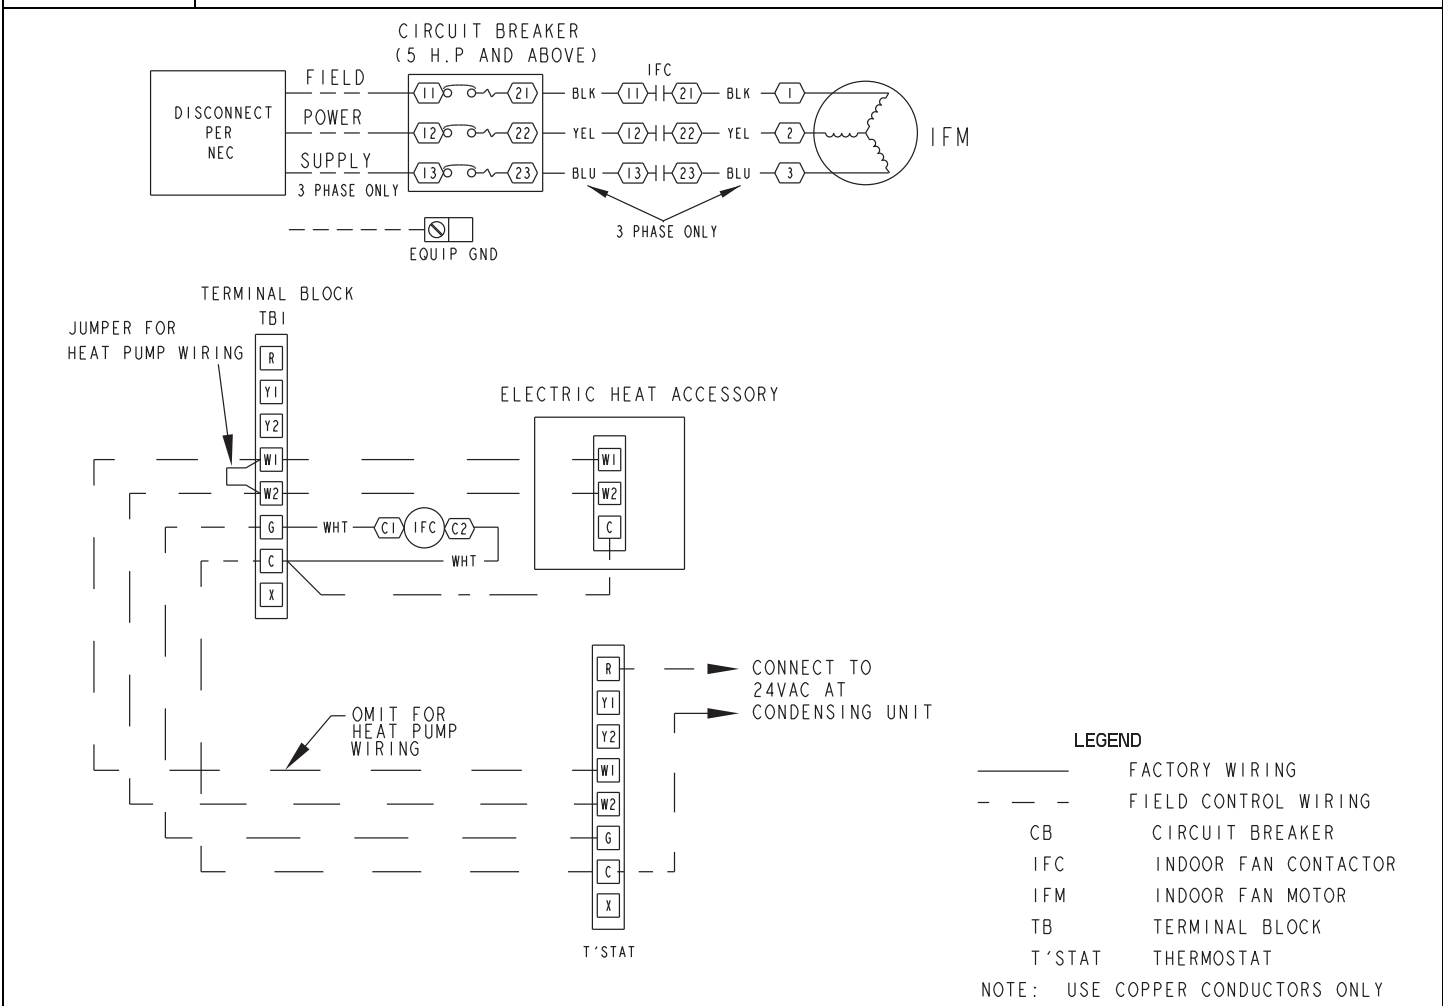 CIRCUIT BREAKER
(5 H.P AND ABOVE)
DISCONNECT
PER
NEC
FIELD
POWER
SUPPLY
3 PHASE ONLY
IFC
11 21 BLK 11 21 BLK 1
12 22 YEL 12 22 YEL 2
13 23 BLU 13 23 BLU 3
IFM
3 PHASE ONLY
EQUIP GND
TERMINAL BLOCK
TB1
JUMPER FOR
HEAT PUMP WIRING
R
Y1
Y2
W1
W2
G
C
X
WHT C1 IFC C2
WHT
ELECTRIC HEAT ACCESSORY
W1
W2
C
R
Y1
Y2
W1
W2
G
C
X
T'STAT
CONNECT TO
24VAC AT
CONDENSING UNIT
OMIT FOR
HEAT PUMP
WIRING
LEGEND
FACTORY WIRING
FIELD CONTROL WIRING
CB CIRCUIT BREAKER
IFC INDOOR FAN CONTACTOR
IFM INDOOR FAN MOTOR
TB TERMINAL BLOCK
T'STAT THERMOSTAT
NOTE: USE COPPER CONDUCTORS ONLY